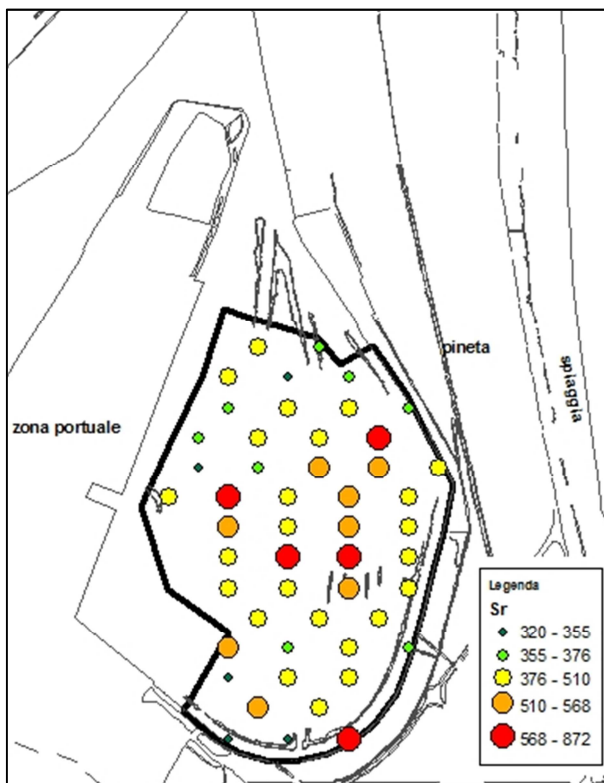 pineta
spiaggia
zona portuale
Legenda
Sr
320 - 355
355 - 376
376 - 510
510 - 568
568 - 872